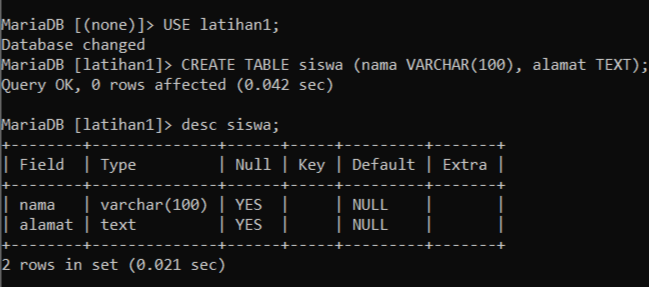 MariaDB [(none)]> USE latihan1;
Database changed
MariaDB [latihan1]> CREATE TABLE siswa (nama VARCHAR(100), alamat TEXT);
Query OK, 0 rows affected (0.042 sec)

MariaDB [latihan1]> desc siswa;
+--------+--------------+------+-----+---------+-------+
| Field  | Type         | Null | Key | Default | Extra |
+--------+--------------+------+-----+---------+-------+
| nama   | varchar(100) | YES  |     | NULL    |       |
| alamat | text         | YES  |     | NULL    |       |
+--------+--------------+------+-----+---------+-------+
2 rows in set (0.021 sec)